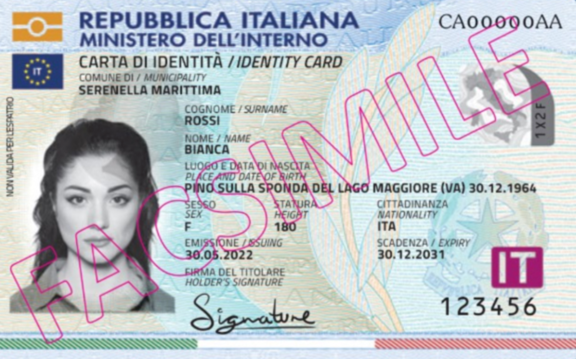 REPUBBLICA ITALIANA
MINISTERO DELL'INTERNO
CA00000AA
IT
CARTA DI IDENTITÀ / IDENTITY CARD
COMUNE DI / MUNICIPALITY
SERENELLA MARITTIMA
COGNOME / SURNAME
ROSSI
NOME / NAME
BIANCA
LUOGO E DATA DI NASCITA
PLACE AND DATE OF BIRTH
PINO SULLA SPONDA DEL LAGO MAGGIORE (VA) 30.12.1964
SESSO STATURA CITTADINANZA
SEX HEIGHT NATIONALITY
F 180 ITA
EMISSIONE / ISSUING SCADENZA / EXPIRY
30.05.2022 30.12.2031
FIRMA DEL TITOLARE
HOLDER'S SIGNATURE
Signature
IT
123456
1X2F
NON VALIDA PER L'ESPATRIO
FACSIMILE